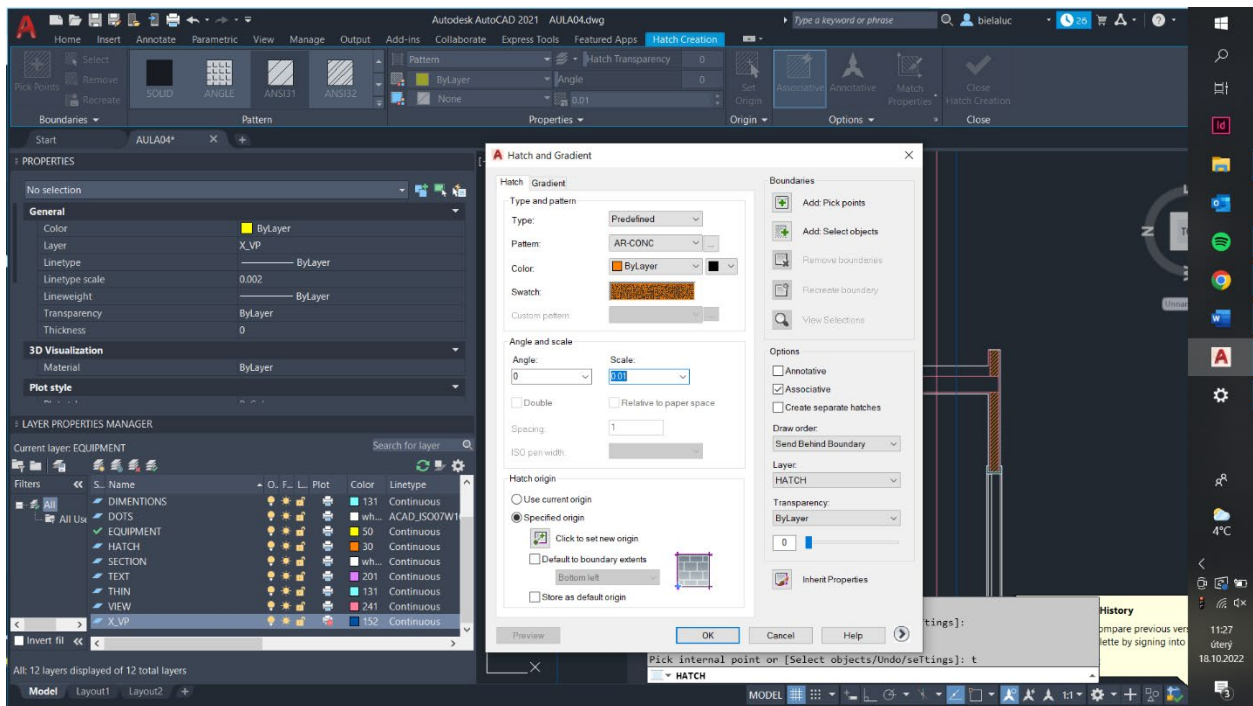 Autodesk AutoCAD 2021 AULA04.dwg
Type a keyword or phrase
bielaluc
26
Home Insert Annotate Parametric View Manage Output Add-ins Collaborate Express Tools Featured Apps Hatch Creation
Pick Points
Select
Remove
Recreate
SOLID
ANGLE
ANSI31
ANSI32
Pattern
ByLayer
None
Hatch Transparency 0
Angle 0
0.01
Set Origin
Associative
Annotative
Match Properties
Close Hatch Creation
Boundaries
Pattern
Properties
Origin
Options
Close
Start
AULA04*
PROPERTIES
No selection
General
Color ByLayer
Layer X_VP
Linetype ByLayer
Linetype scale 0.002
Lineweight ByLayer
Transparency ByLayer
Thickness 0
3D Visualization
Material ByLayer
Plot style
LAYER PROPERTIES MANAGER
Current layer: EQUIPMENT
Search for layer
Filters
All
S.. Name O.. F... L... Plot Color Linetype
DIMENTIONS 131 Continuous
DOTS wh... ACAD_ISO07W1
EQUIPMENT 50 Continuous
HATCH 30 Continuous
SECTION wh... Continuous
TEXT 201 Continuous
THIN 131 Continuous
VIEW 241 Continuous
X_VP 152 Continuous
Invert fil
All: 12 layers displayed of 12 total layers
Model Layout1 Layout2 +
Hatch and Gradient
Hatch Gradient
Type and pattern
Type: Predefined
Pattern: AR-CONC
Color: ByLayer
Swatch:
Custom pattern:
Angle and scale
Angle: Scale:
0 0.01
Double Relative to paper space
Spacing: 1
ISO pen width:
Hatch origin
Use current origin
Specified origin
Click to set new origin
Default to boundary extents
Bottom left
Store as default origin
Preview
OK
Cancel
Help
Boundaries
Add: Pick points
Add: Select objects
Remove boundaries
Recreate boundary
View Selections
Options
Annotative
Associative
Create separate hatches
Draw order:
Send Behind Boundary
Layer:
HATCH
Transparency:
ByLayer
0
Inherit Properties
Pick internal point or [Select objects/Undo/seTtings]: t
HATCH
History
MODEL
1:1
4°C
11:27
úterý
18.10.2022
3